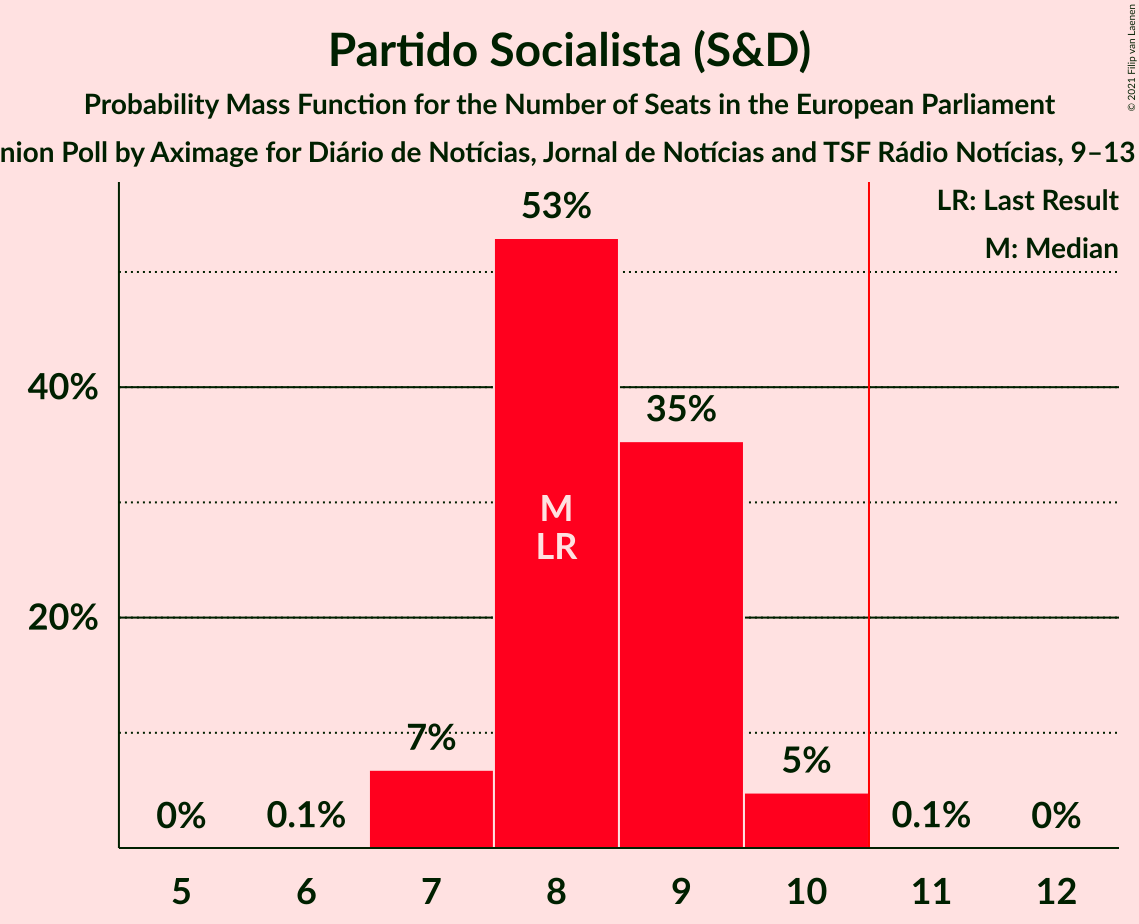 Partido Socialista (S&D)
Probability Mass Function for the Number of Seats in the European Parliament
nion Poll by Aximage for Diário de Notícias, Jornal de Notícias and TSF Rádio Notícias, 9–13
© 2021 Filip van Laenen
LR: Last Result
M: Median
53%
40%
35%
M
LR
20%
7%
5%
0%
0.1%
0.1%
0%
5
6
7
8
9
10
11
12